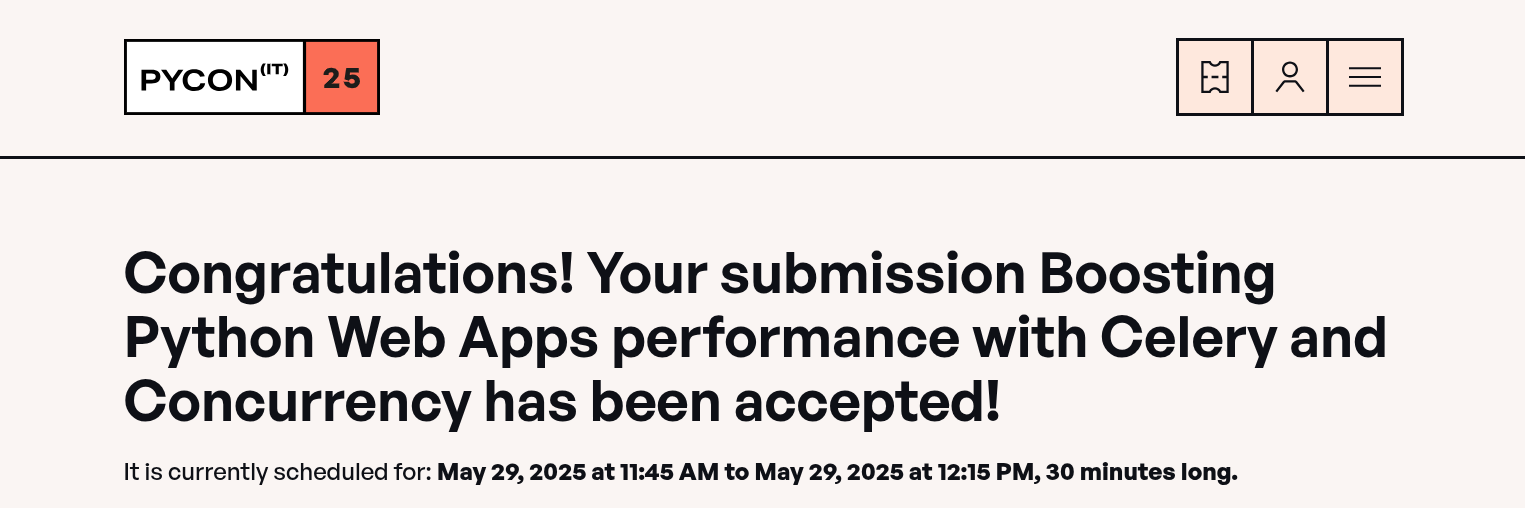 PYCON(IT) 25
Congratulations! Your submission Boosting
Python Web Apps performance with Celery and
Concurrency has been accepted!
It is currently scheduled for: May 29, 2025 at 11:45 AM to May 29, 2025 at 12:15 PM, 30 minutes long.